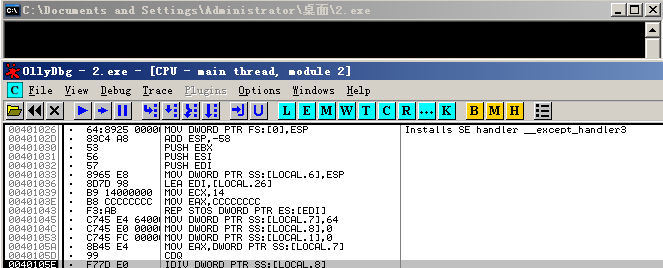 C:\Documents and Settings\Administrator\桌面\2.exe
OllyDbg - 2.exe - [CPU - main thread, module 2]
C File View Debug Trace Plugins Options Windows Help
L E M W T C R ... K B M H
00401026 · 64:8925 00000 MOV DWORD PTR FS:[0],ESP Installs SE handler __except_handler3
0040102D · 83C4 A8 ADD ESP,-58
00401030 · 53 PUSH EBX
00401031 · 56 PUSH ESI
00401032 · 57 PUSH EDI
00401033 · 8965 E8 MOV DWORD PTR SS:[LOCAL.6],ESP
00401036 · 8D7D 98 LEA EDI,[LOCAL.26]
00401039 · B9 14000000 MOV ECX,14
0040103E · B8 CCCCCCCC MOV EAX,CCCCCCCC
00401043 · F3:AB REP STOS DWORD PTR ES:[EDI]
00401045 · C745 E4 6400 MOV DWORD PTR SS:[LOCAL.7],64
0040104C · C745 E0 0000 MOV DWORD PTR SS:[LOCAL.8],0
00401053 · C745 FC 0000 MOV DWORD PTR SS:[LOCAL.1],0
0040105A · 8B45 E4 MOV EAX,DWORD PTR SS:[LOCAL.7]
0040105D · 99 CDQ
0040105E · F77D E0 IDIV DWORD PTR SS:[LOCAL.8]